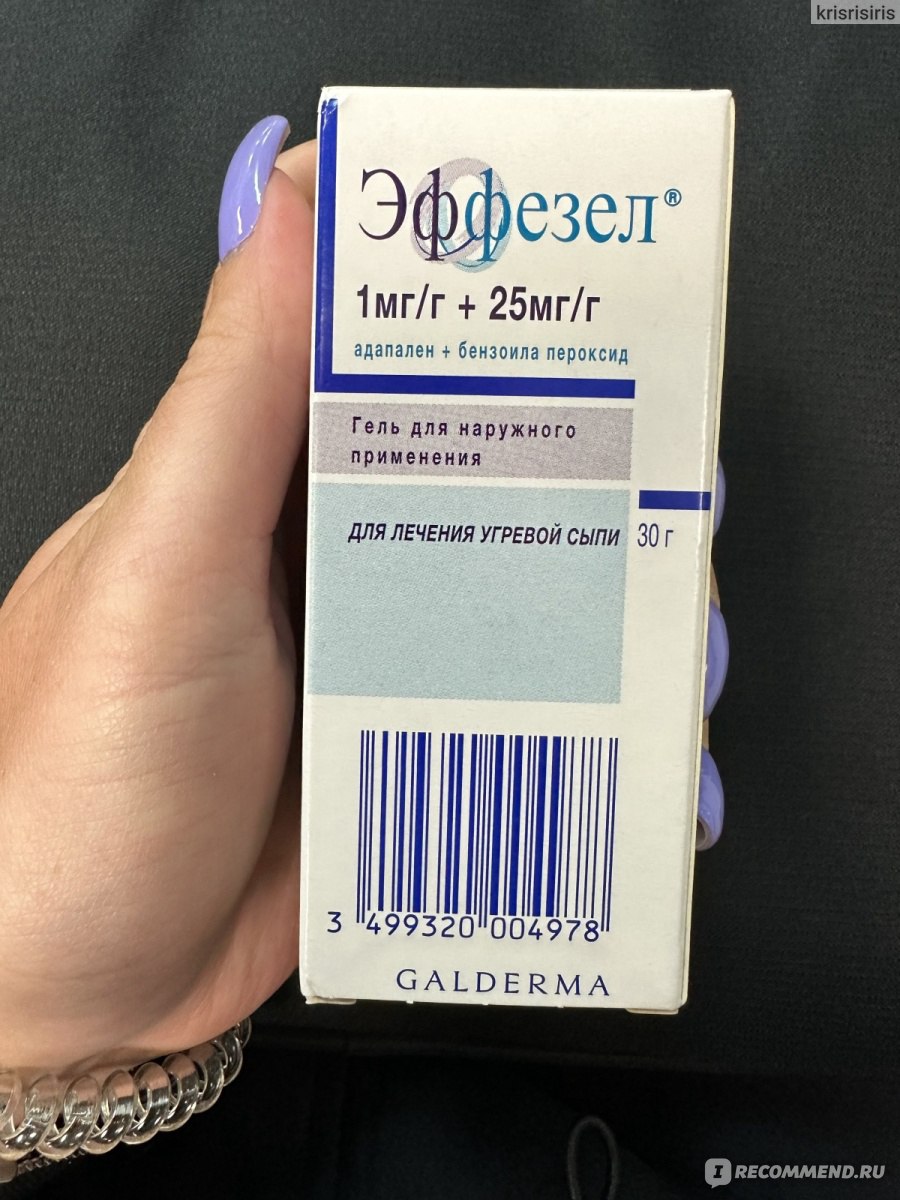 krisrisiris
Эффезел®
1мг/г + 25мг/г
адапален + бензоила пероксид
Гель для наружного
применения
ДЛЯ ЛЕЧЕНИЯ УГРЕВОЙ СЫПИ
30 г
3 499320 004978
GALDERMA
IRECOMMEND.RU